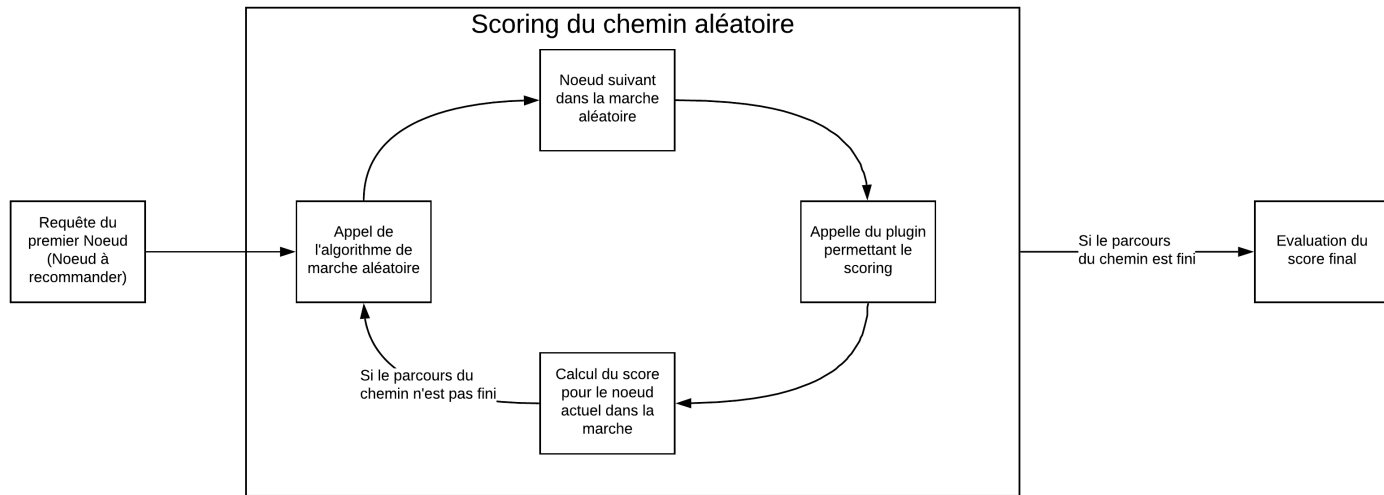 Scoring du chemin aléatoire
Noeud suivant
dans la marche
aléatoire
Requête du
premier Noeud
(Noeud à
recommander)
Appel de
l'algorithme de
marche aléatoire
Appelle du plugin
permettant le
scoring
Si le parcours
du chemin est fini
Evaluation du
score final
Si le parcours du
chemin n'est pas fini
Calcul du score
pour le noeud
actuel dans la
marche